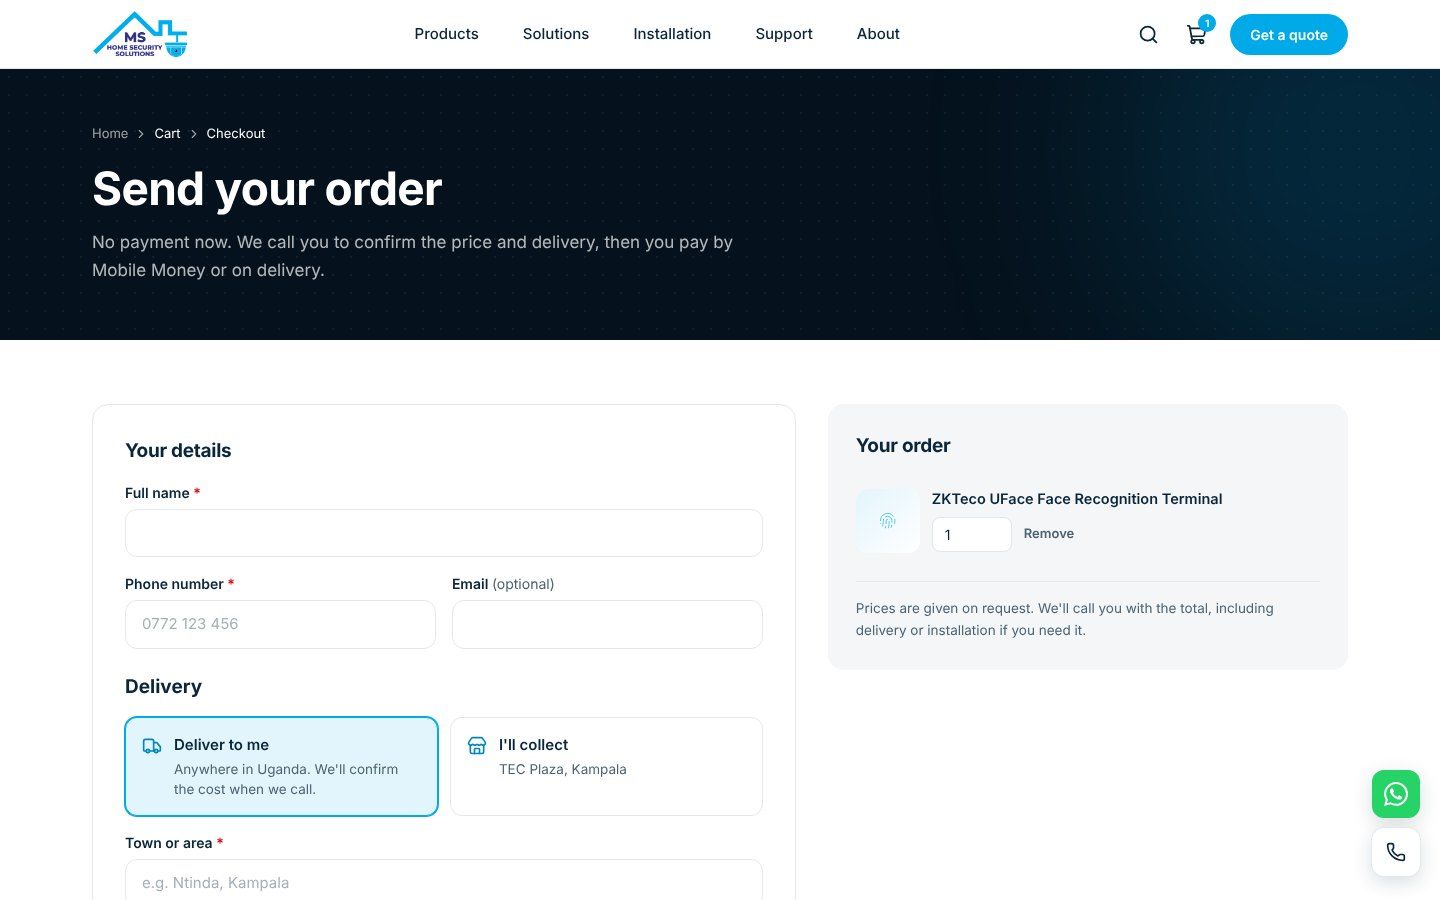 MS
HOME SECURITY
SOLUTIONS
Products
Solutions
Installation
Support
About
1
Get a quote
Home
Cart
Checkout
Send your order
No payment now. We call you to confirm the price and delivery, then you pay by
Mobile Money or on delivery.
Your details
Full name *
Phone number *
Email (optional)
0772 123 456
Delivery
Deliver to me
Anywhere in Uganda. We'll confirm
the cost when we call.
I'll collect
TEC Plaza, Kampala
Town or area *
e.g. Ntinda, Kampala
Your order
ZKTeco UFace Face Recognition Terminal
1
Remove
Prices are given on request. We'll call you with the total, including
delivery or installation if you need it.